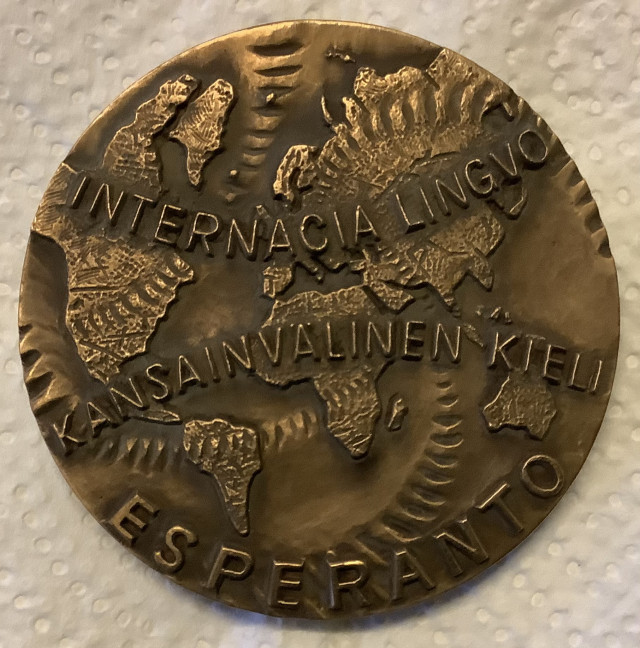 INTERNACIA LINGVO
KANSAINVÄLINEN KIELI
ESPERANTO